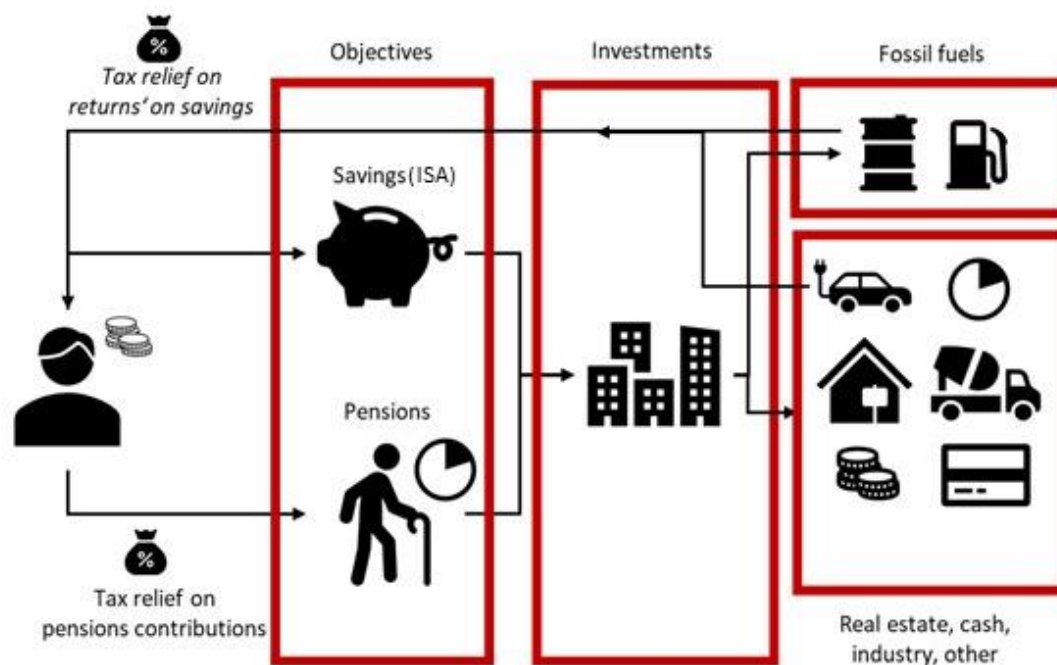 %
Tax relief on
returns‘ on savings
Objectives
Investments
Fossil fuels
Savings(ISA)
Pensions
%
Tax relief on
pensions contributions
Real estate, cash,
industry, other